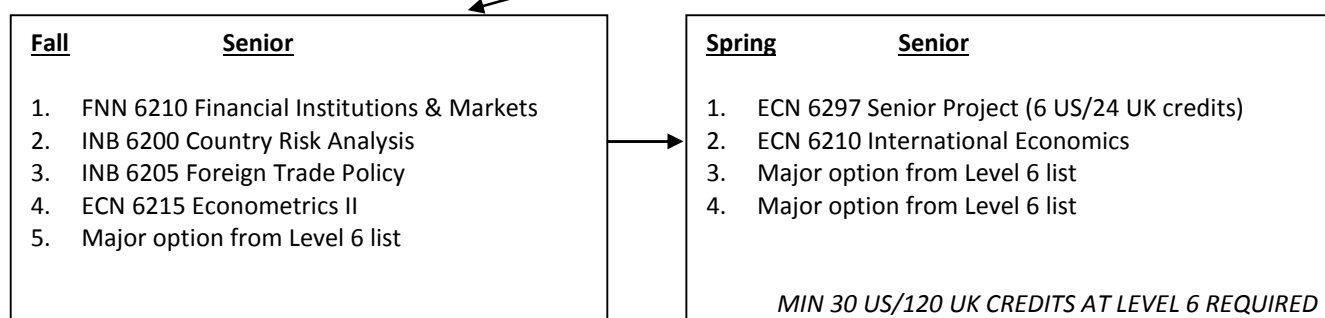 Fall Senior
1. FNN 6210 Financial Institutions & Markets
2. INB 6200 Country Risk Analysis
3. INB 6205 Foreign Trade Policy
4. ECN 6215 Econometrics II
5. Major option from Level 6 list
Spring Senior
1. ECN 6297 Senior Project (6 US/24 UK credits)
2. ECN 6210 International Economics
3. Major option from Level 6 list
4. Major option from Level 6 list
MIN 30 US/120 UK CREDITS AT LEVEL 6 REQUIRED